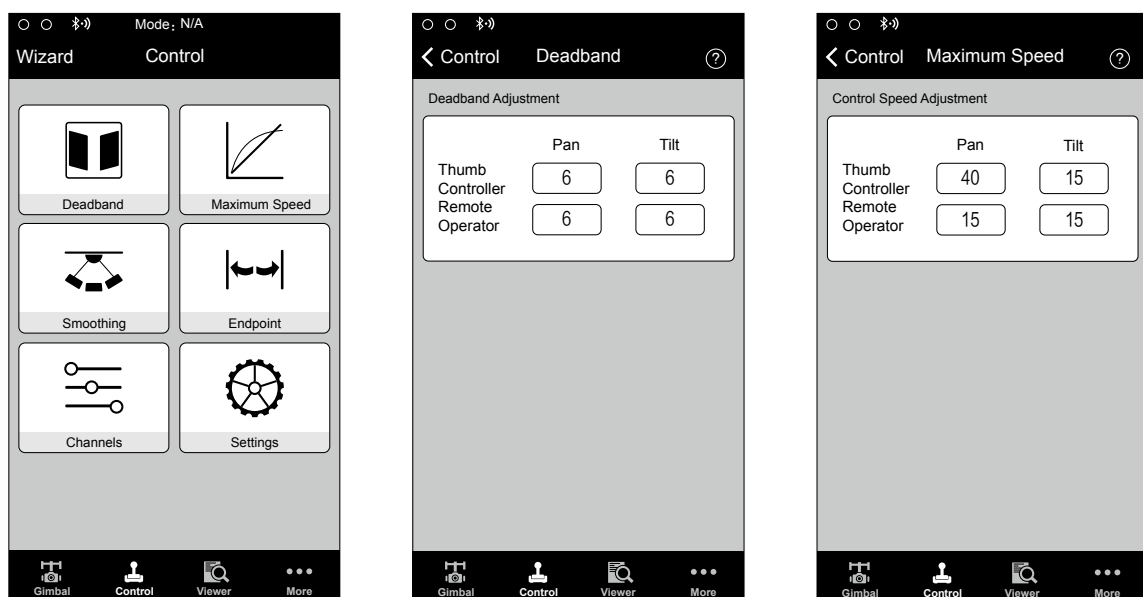 Mode: N/A
Wizard Control
Deadband
Maximum Speed
Smoothing
Endpoint
Channels
Settings
Gimbal Control Viewer More
Control Deadband ?
Deadband Adjustment
Pan Tilt
Thumb
Controller 6 6
Remote
Operator 6 6
Gimbal Control Viewer More
Control Maximum Speed ?
Control Speed Adjustment
Pan Tilt
Thumb
Controller 40 15
Remote
Operator 15 15
Gimbal Control Viewer More